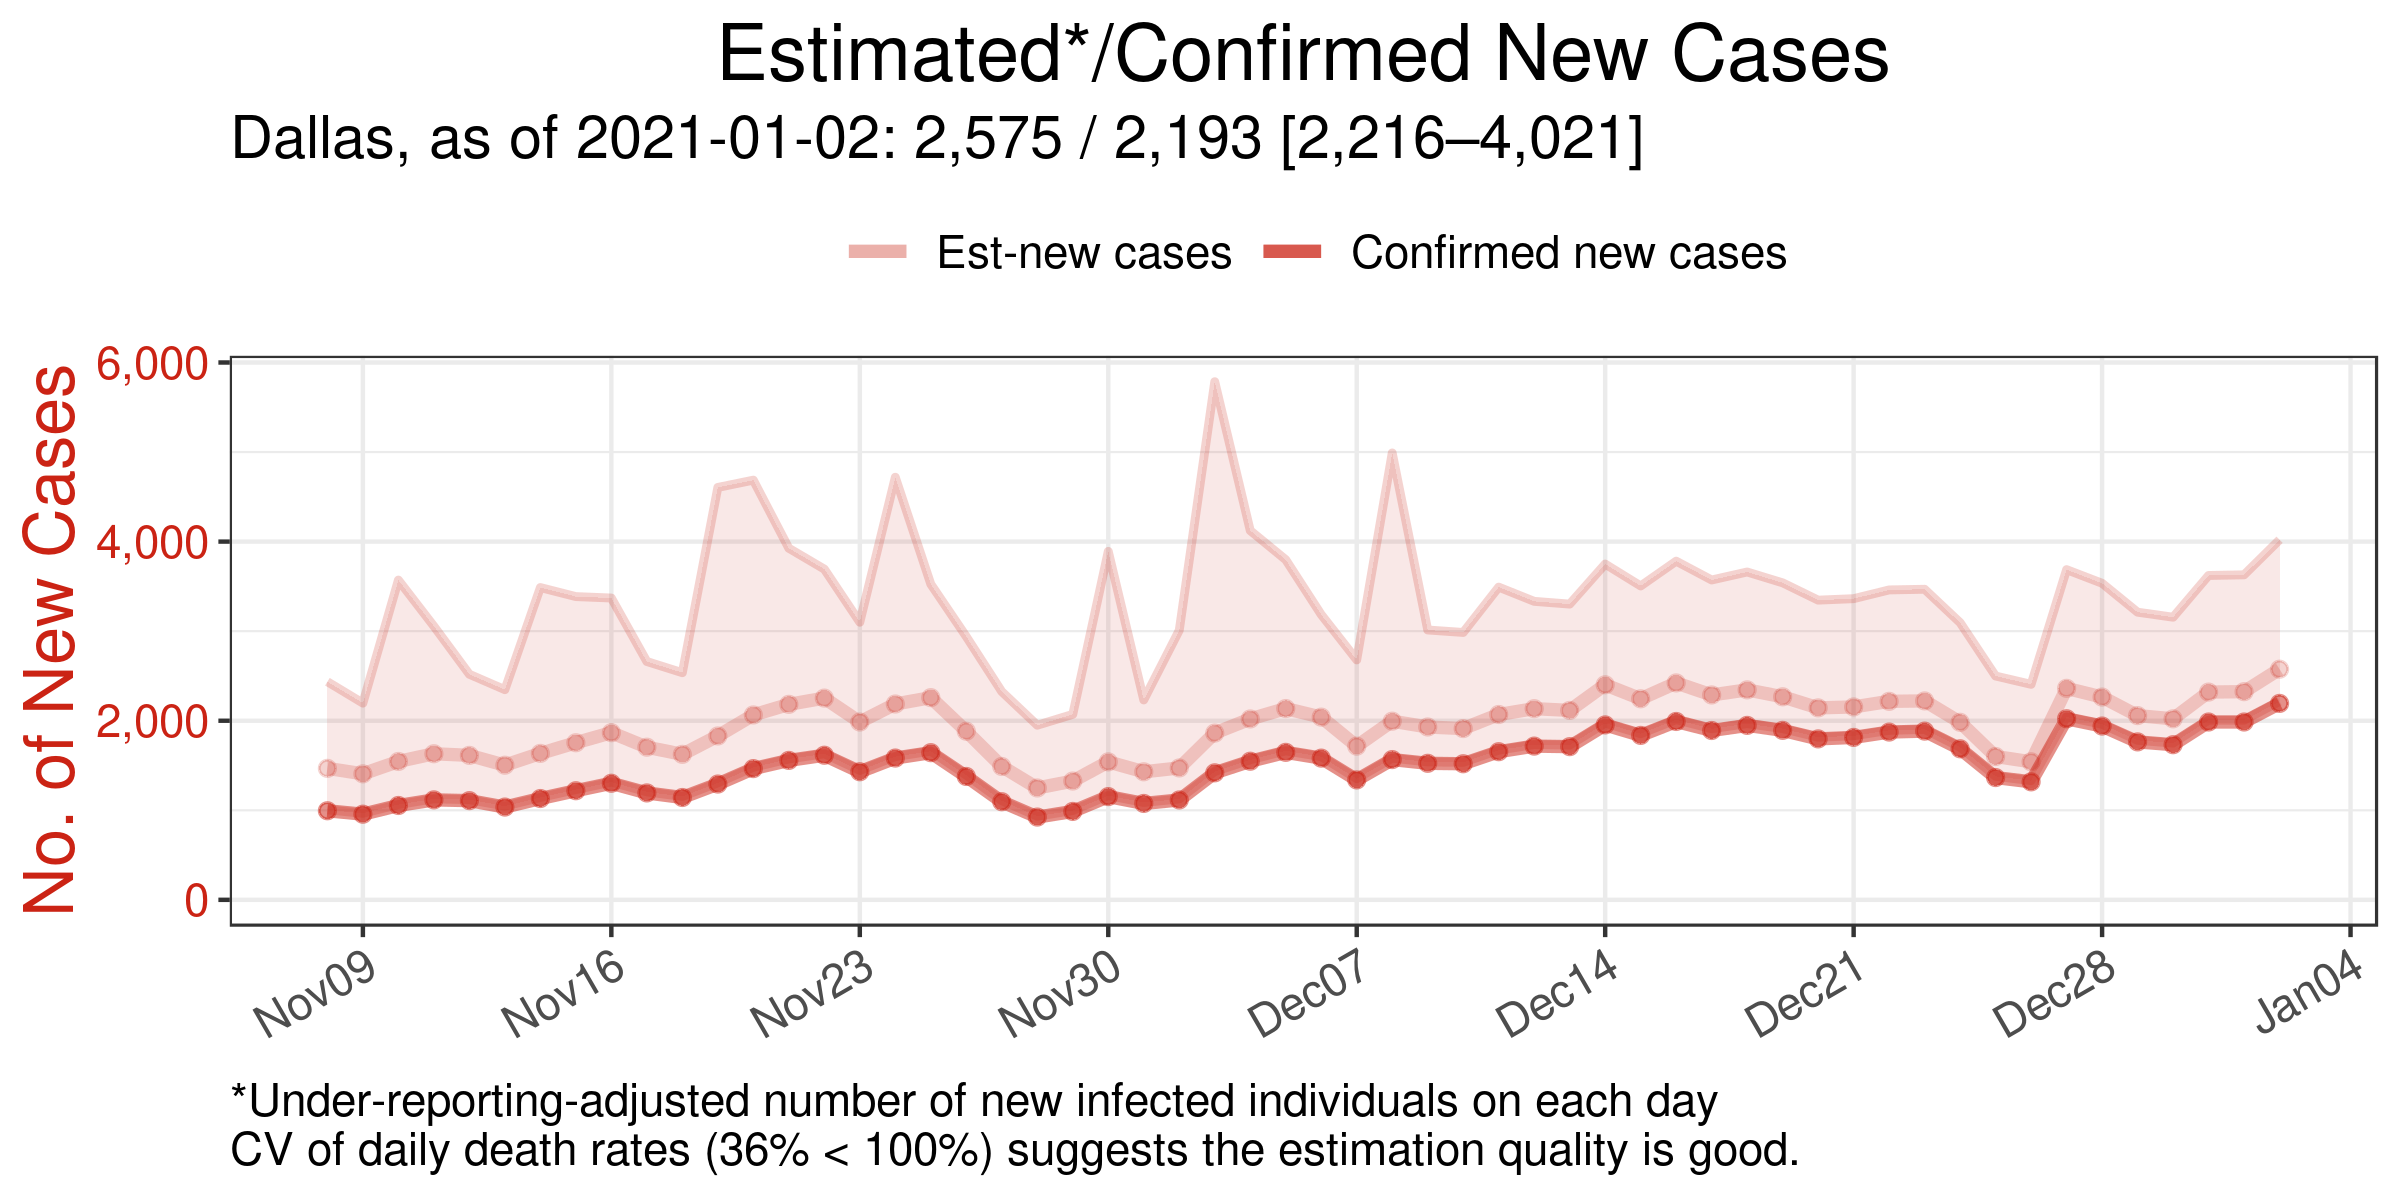 Estimated*/Confirmed New Cases
Dallas, as of 2021-01-02: 2,575 / 2,193 [2,216–4,021]
Est-new cases
Confirmed new cases
No. of New Cases
6,000
4,000
2,000
0
Nov09
Nov16
Nov23
Nov30
Dec07
Dec14
Dec21
Dec28
Jan04
*Under-reporting-adjusted number of new infected individuals on each day
CV of daily death rates (36% < 100%) suggests the estimation quality is good.